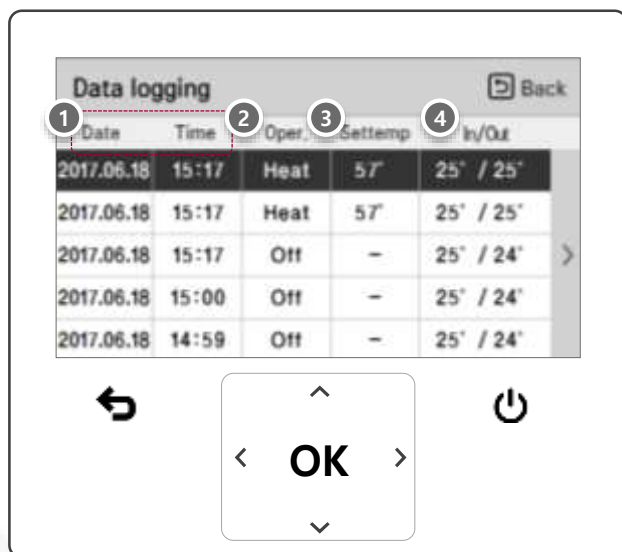 Data logging Back
1 Date Time 2 Oper. 3 Settemp 4 In/Out
2017.06.18 15:17 Heat 57° 25° / 25°
2017.06.18 15:17 Heat 57° 25° / 25°
2017.06.18 15:17 Off – 25° / 24°
2017.06.18 15:00 Off – 25° / 24°
2017.06.18 14:59 Off – 25° / 24°
OK